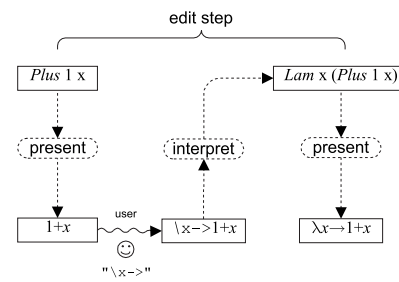 edit step
Plus 1 x
Lam x (Plus 1 x)
present
interpret
present
user
1+x
\x->1+x
λx→1+x
"\x->"